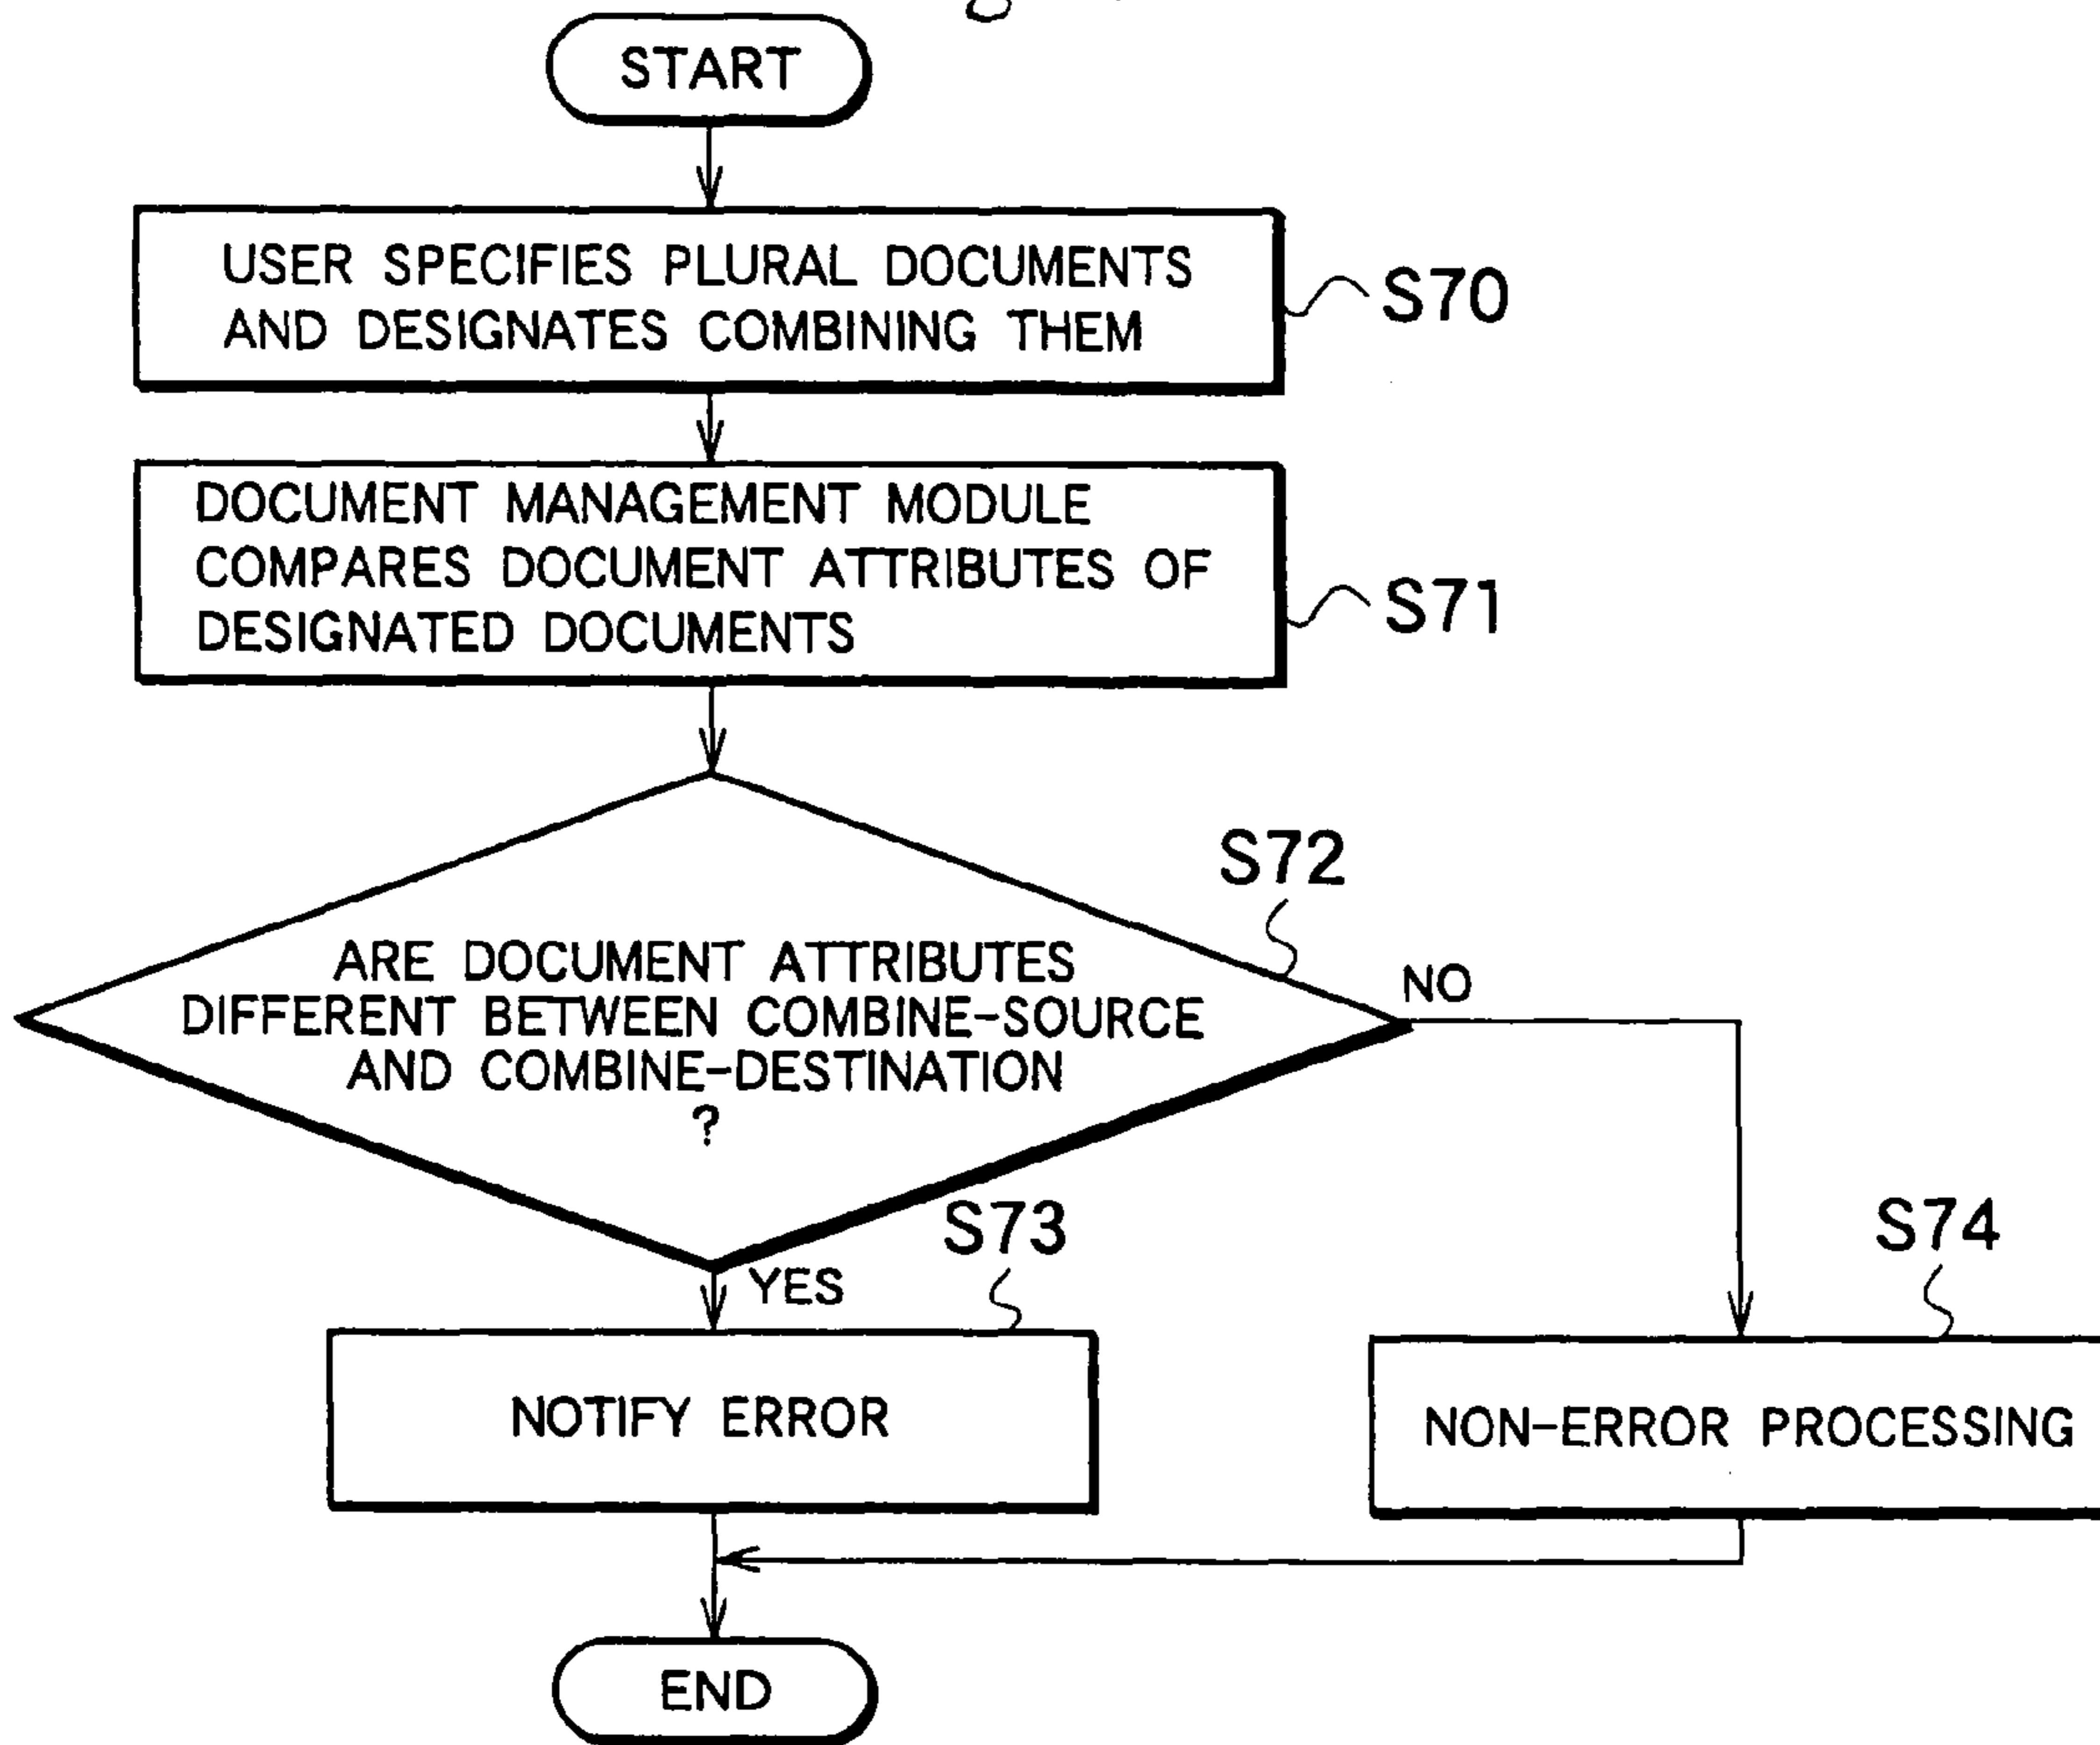 START
USER SPECIFIES PLURAL DOCUMENTS
AND DESIGNATES COMBINING THEM
S70
DOCUMENT MANAGEMENT MODULE
COMPARES DOCUMENT ATTRIBUTES OF
DESIGNATED DOCUMENTS
S71
S72
ARE DOCUMENT ATTRIBUTES
DIFFERENT BETWEEN COMBINE-SOURCE
AND COMBINE-DESTINATION
?
NO
YES
S73
NOTIFY ERROR
S74
NON-ERROR PROCESSING
END